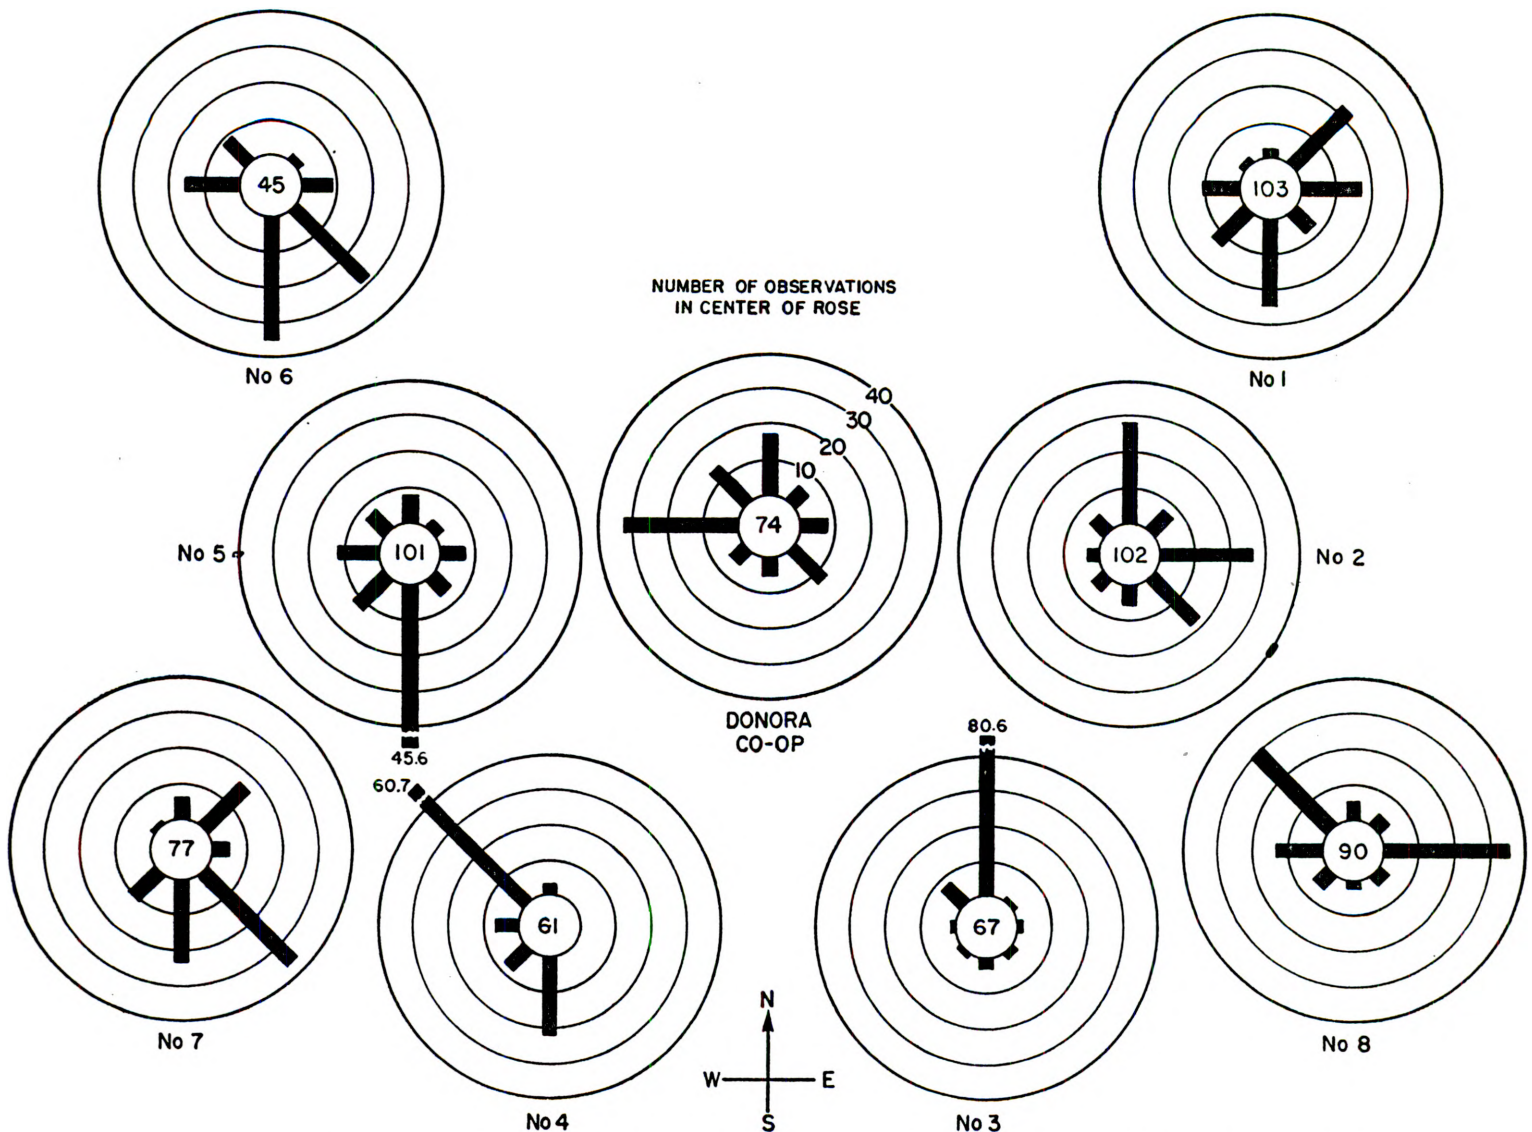 45
103
No 6
No 1
NUMBER OF OBSERVATIONS
IN CENTER OF ROSE
40
30
20
10
74
101
102
No 5
No 2
DONORA
CO-OP
45.6
60.7
80.6
77
61
67
90
No 7
No 4
No 3
No 8
N
W
E
S